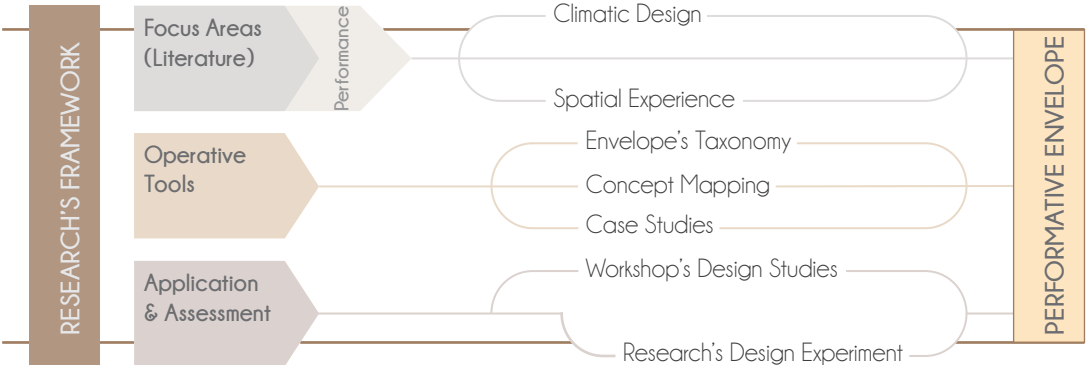 RESEARCH'S FRAMEWORK
Focus Areas
(Literature)
Performance
Climatic Design
Spatial Experience
Operative
Tools
Envelope's Taxonomy
Concept Mapping
Case Studies
Application
& Assessment
Workshop's Design Studies
Research's Design Experiment
PERFORMATIVE ENVELOPE